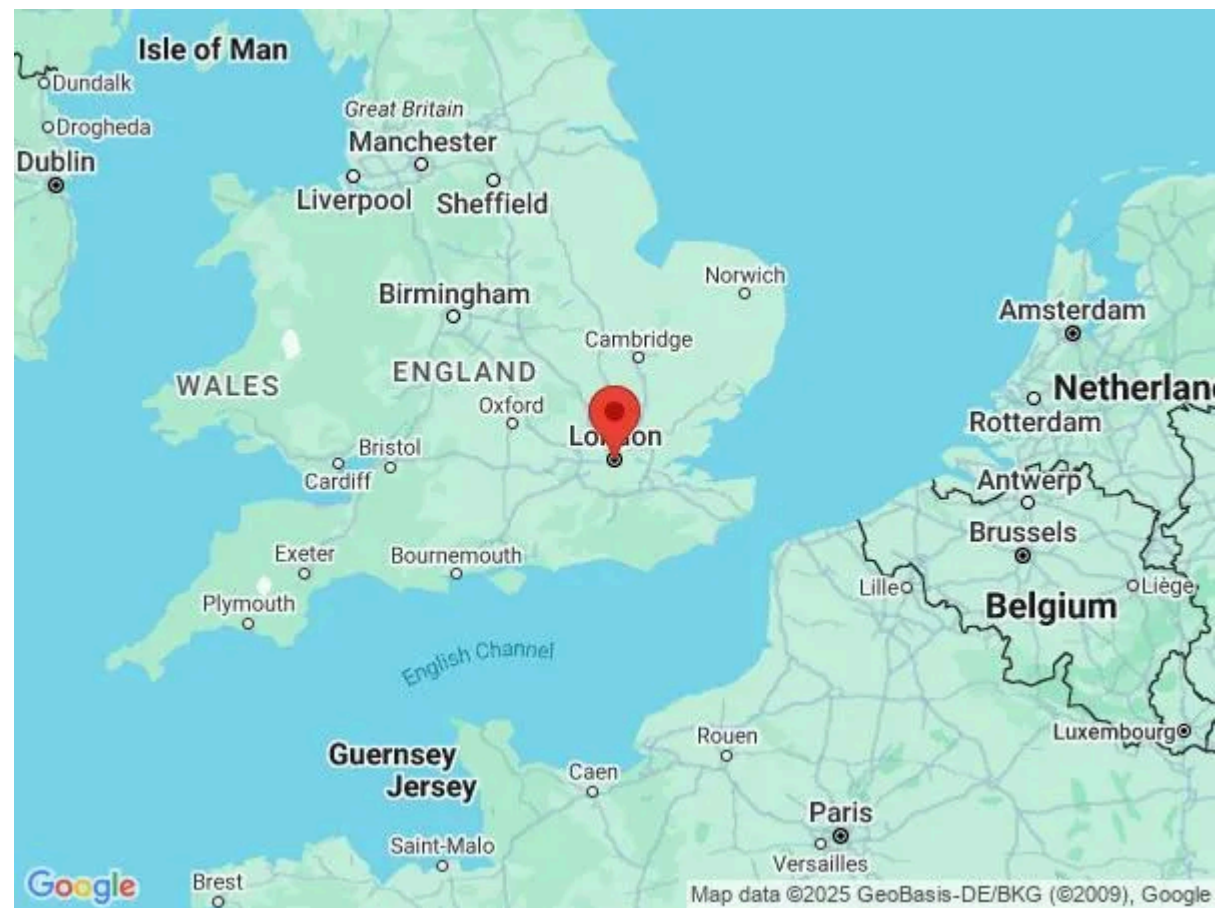 Isle of Man
Dundalk
Great Britain
Drogheda
Manchester
Dublin
Liverpool
Sheffield
Norwich
Birmingham
Amsterdam
Cambridge
ENGLAND
WALES
Netherlan
Oxford
Rotterdam
London
Bristol
Cardiff
Antwerp
Brussels
Exeter
Bournemouth
Lille
Liège
Plymouth
Belgium
English Channel
Luxembourg
Rouen
Guernsey
Jersey
Caen
Paris
Saint-Malo
Versailles
Brest
Google
Map data ©2025 GeoBasis-DE/BKG (©2009), Google